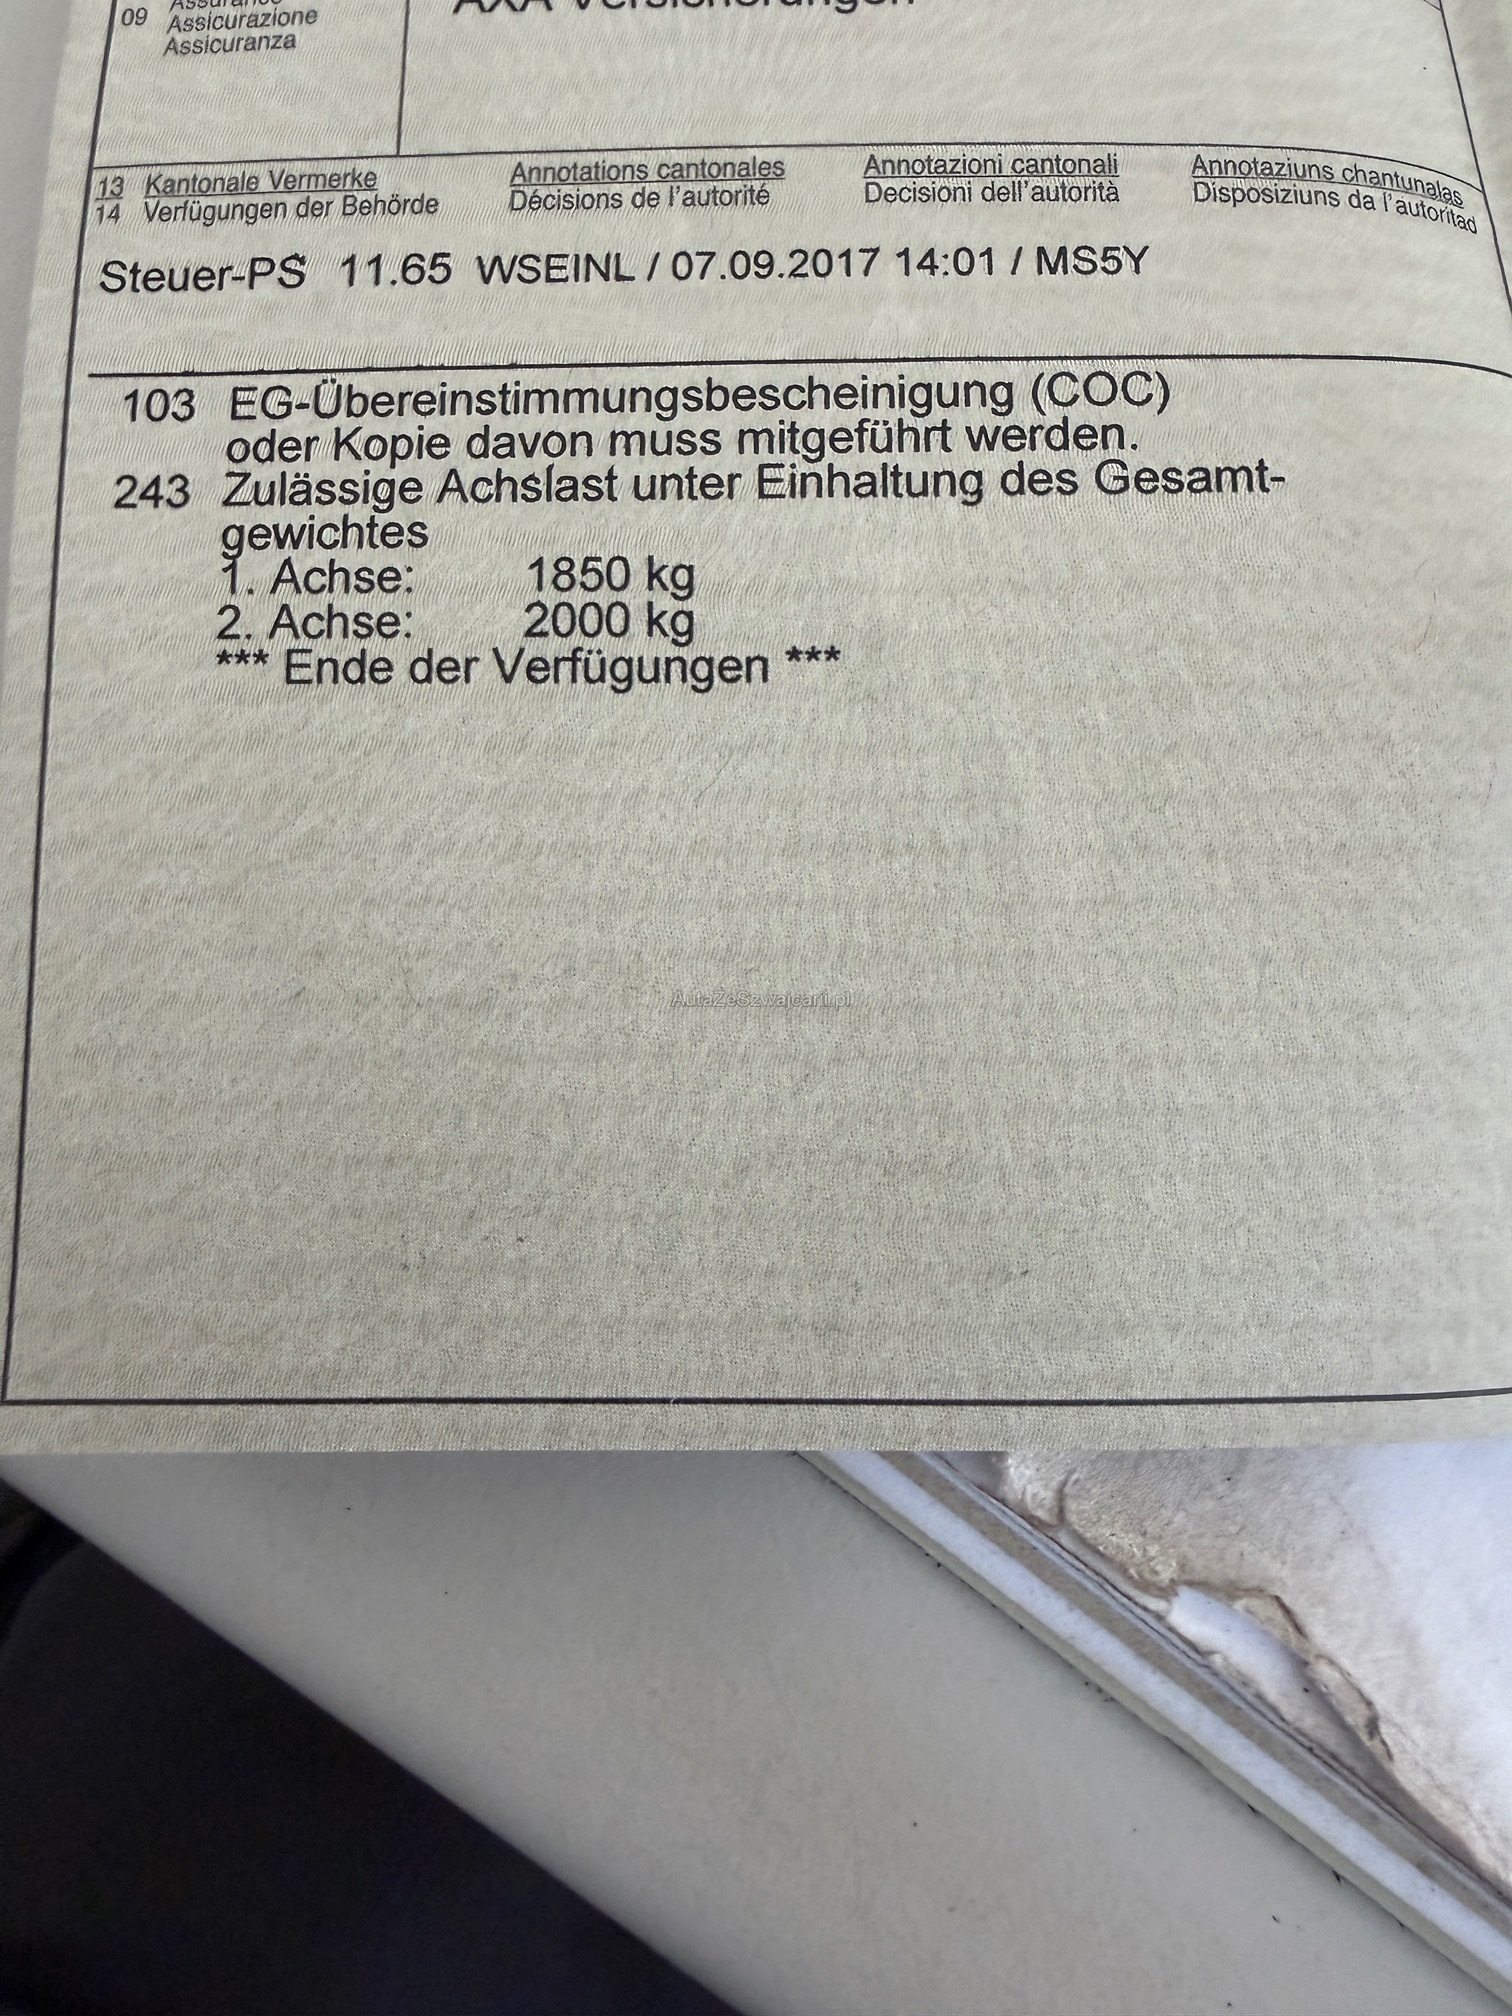 09 Assurance
Assicurazione
Assicuranza
AXA Versicherungen
13 Kantonale Vermerke Annotations cantonales Annotazioni cantonali Annotaziuns chantunalas
14 Verfügungen der Behörde Décisions de l'autorité Decisioni dell'autorità Disposiziuns da l'autoritad
Steuer-PS 11.65 WSEINL / 07.09.2017 14:01 / MS5Y
103 EG-Übereinstimmungsbescheinigung (COC)
oder Kopie davon muss mitgeführt werden.
243 Zulässige Achslast unter Einhaltung des Gesamt-
gewichtes
1. Achse: 1850 kg
2. Achse: 2000 kg
*** Ende der Verfügungen ***
AutaZeSzwajcarii.pl